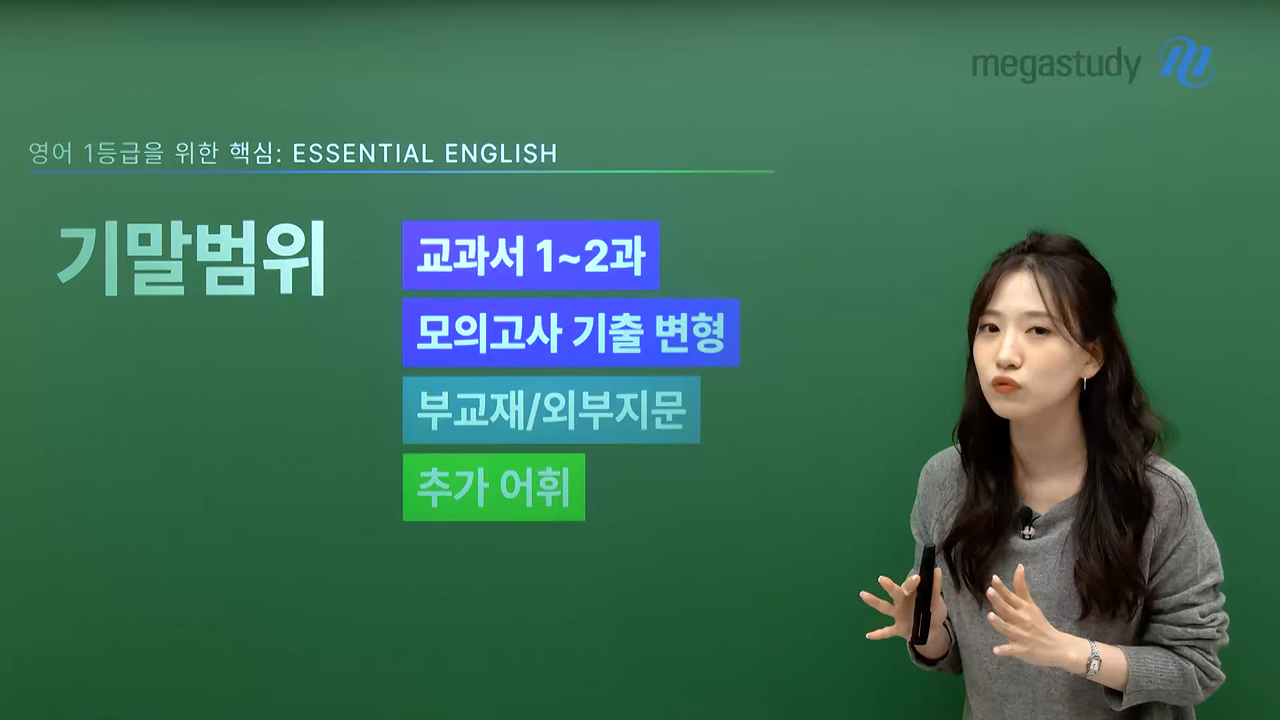 megastudy
영어 1등급을 위한 핵심: ESSENTIAL ENGLISH
기말범위
교과서 1~2과
모의고사 기출 변형
부교재/외부지문
추가 어휘